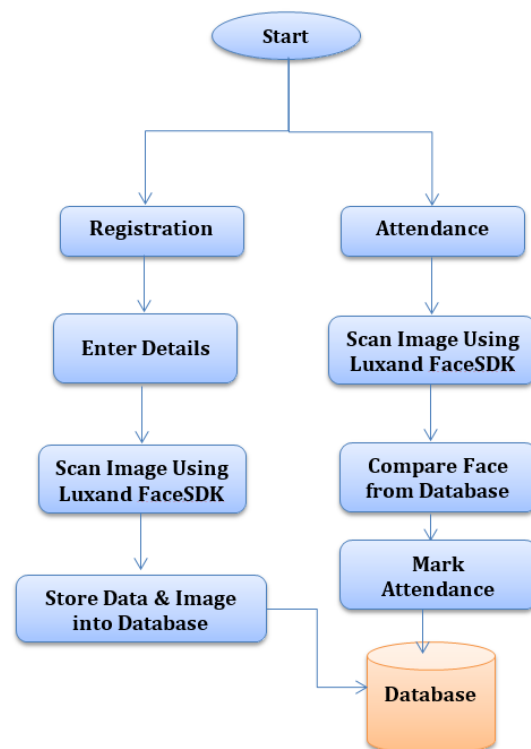 Start
Registration
Enter Details
Scan Image Using
Luxand FaceSDK
Store Data & Image
into Database
Attendance
Scan Image Using
Luxand FaceSDK
Compare Face
from Database
Mark
Attendance
Database